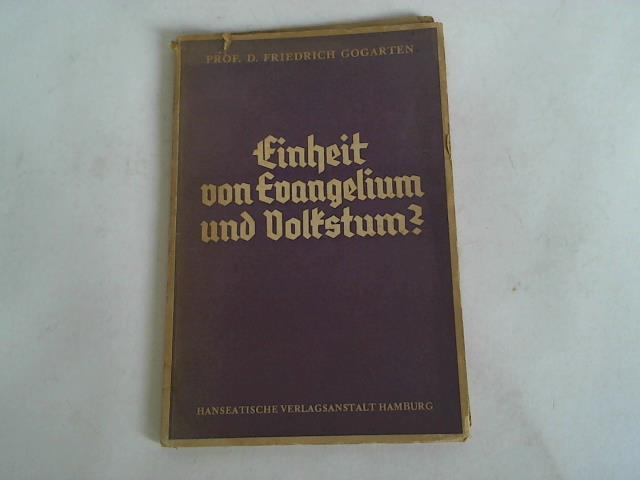 PROF. D. FRIEDRICH GOGARTEN
Einheit
von Evangelium
und Volkstum?
HANSEATISCHE VERLAGSANSTALT HAMBURG